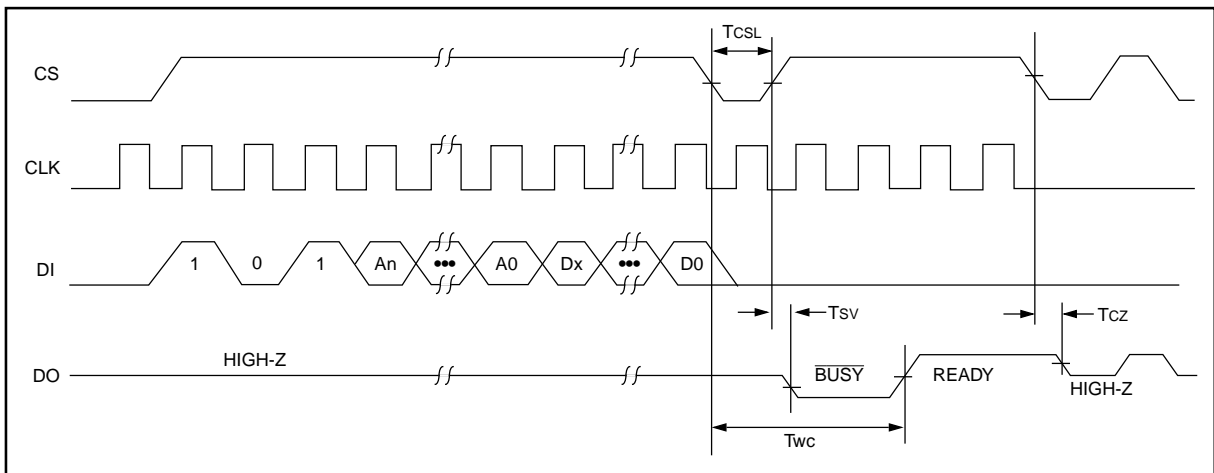 TCSL
CS
CLK
DI
1 0 1 An ••• A0 Dx ••• D0
TSV
TCZ
DO
HIGH-Z
BUSY
READY
HIGH-Z
TWC